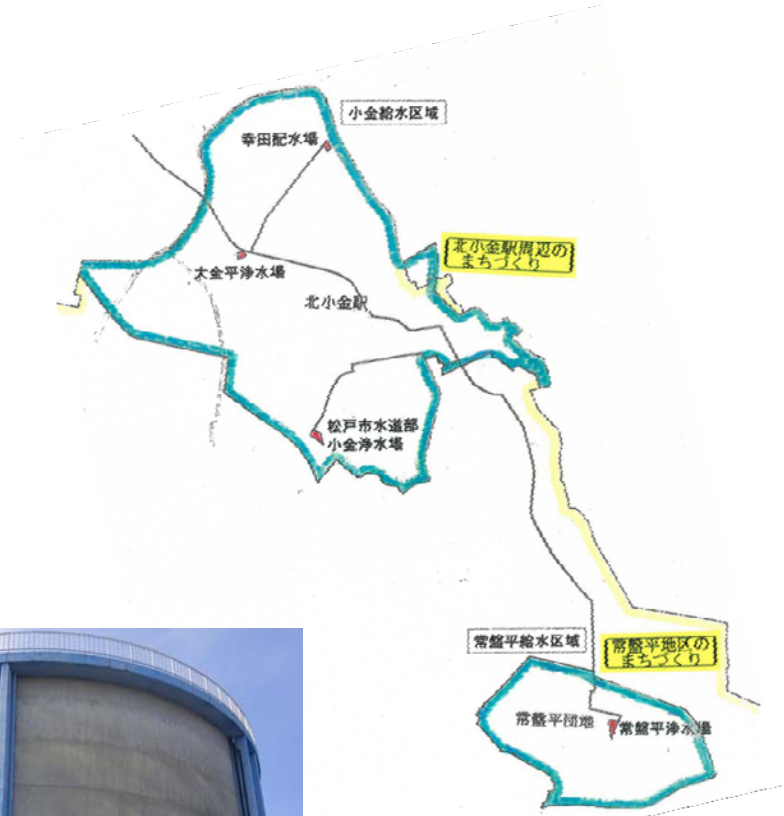 小金給水区域
幸田配水場
北小金駅周辺の
まちづくり
大金平浄水場
北小金駅
松戸市水道部
小金浄水場
常盤平給水区域
常盤平地区の
まちづくり
常盤平団地
常盤平浄水場